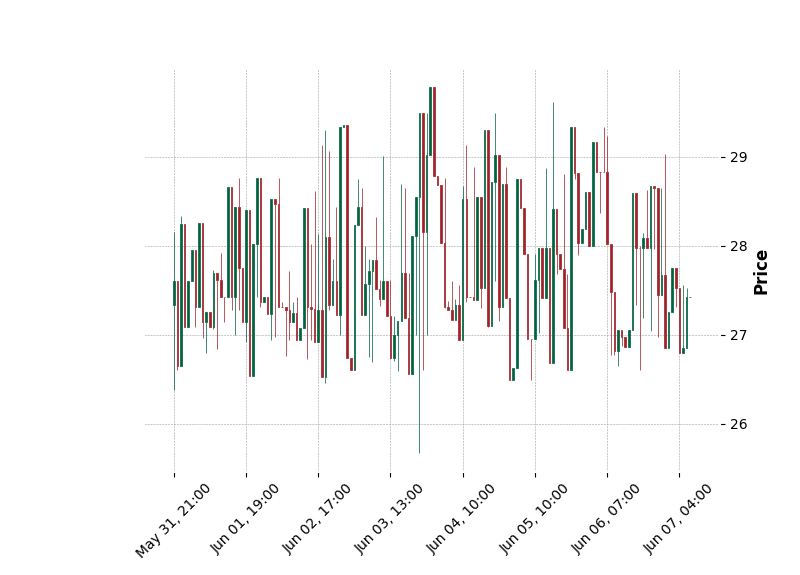 29
28
27
26
Price
May 31, 21:00
Jun 01, 19:00
Jun 02, 17:00
Jun 03, 13:00
Jun 04, 10:00
Jun 05, 10:00
Jun 06, 07:00
Jun 07, 04:00